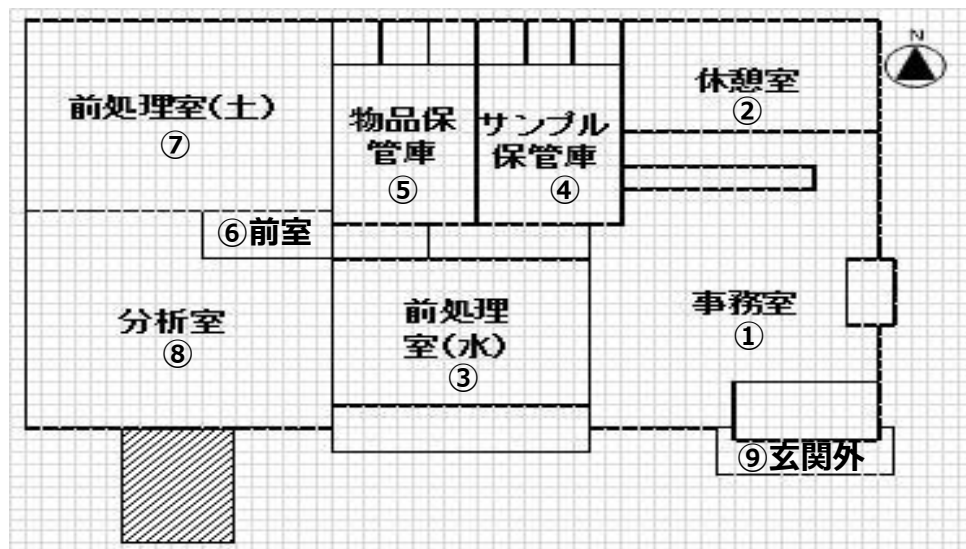 N
前処理室(土)
⑦
物品保
管庫
⑤
サンプル
保管庫
④
休憩室
②
⑥前室
分析室
⑧
前処理
室(水)
③
事務室
①
⑨玄関外